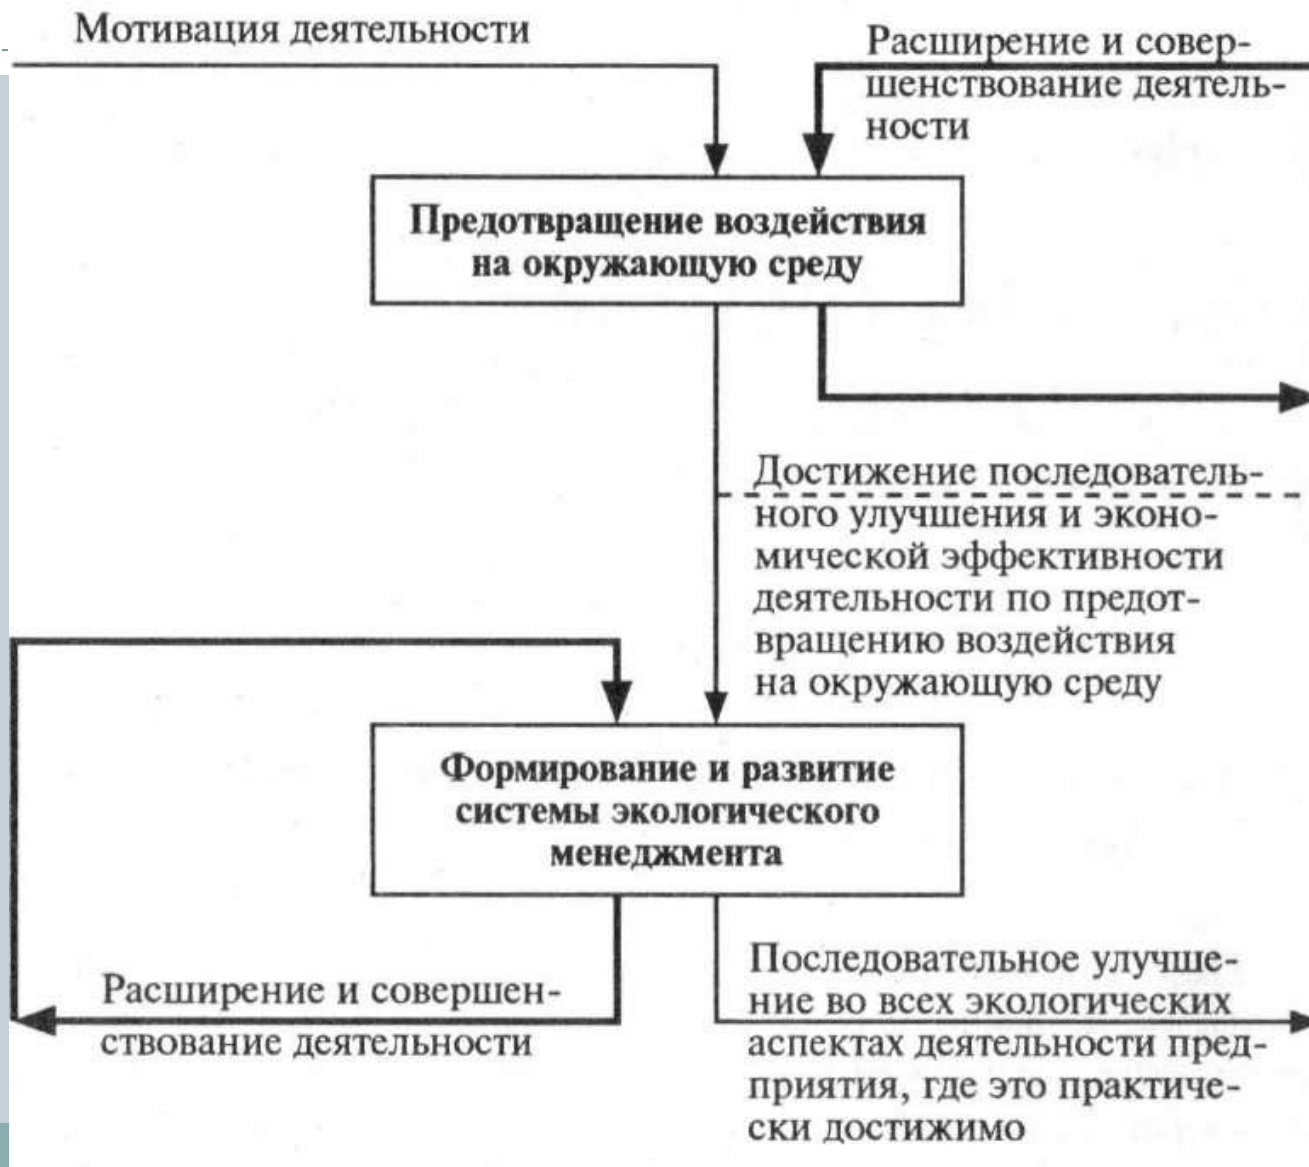 Мотивация деятельности
Расширение и совер-
шенствование деятель-
ности
Предотвращение воздействия
на окружающую среду
Достижение последователь-
ного улучшения и эконо-
мической эффективности
деятельности по предот-
вращению воздействия
на окружающую среду
Формирование и развитие
системы экологического
менеджмента
Расширение и совершен-
ствование деятельности
Последовательное улучше-
ние во всех экологических
аспектах деятельности пред-
приятия, где это практиче-
ски достижимо